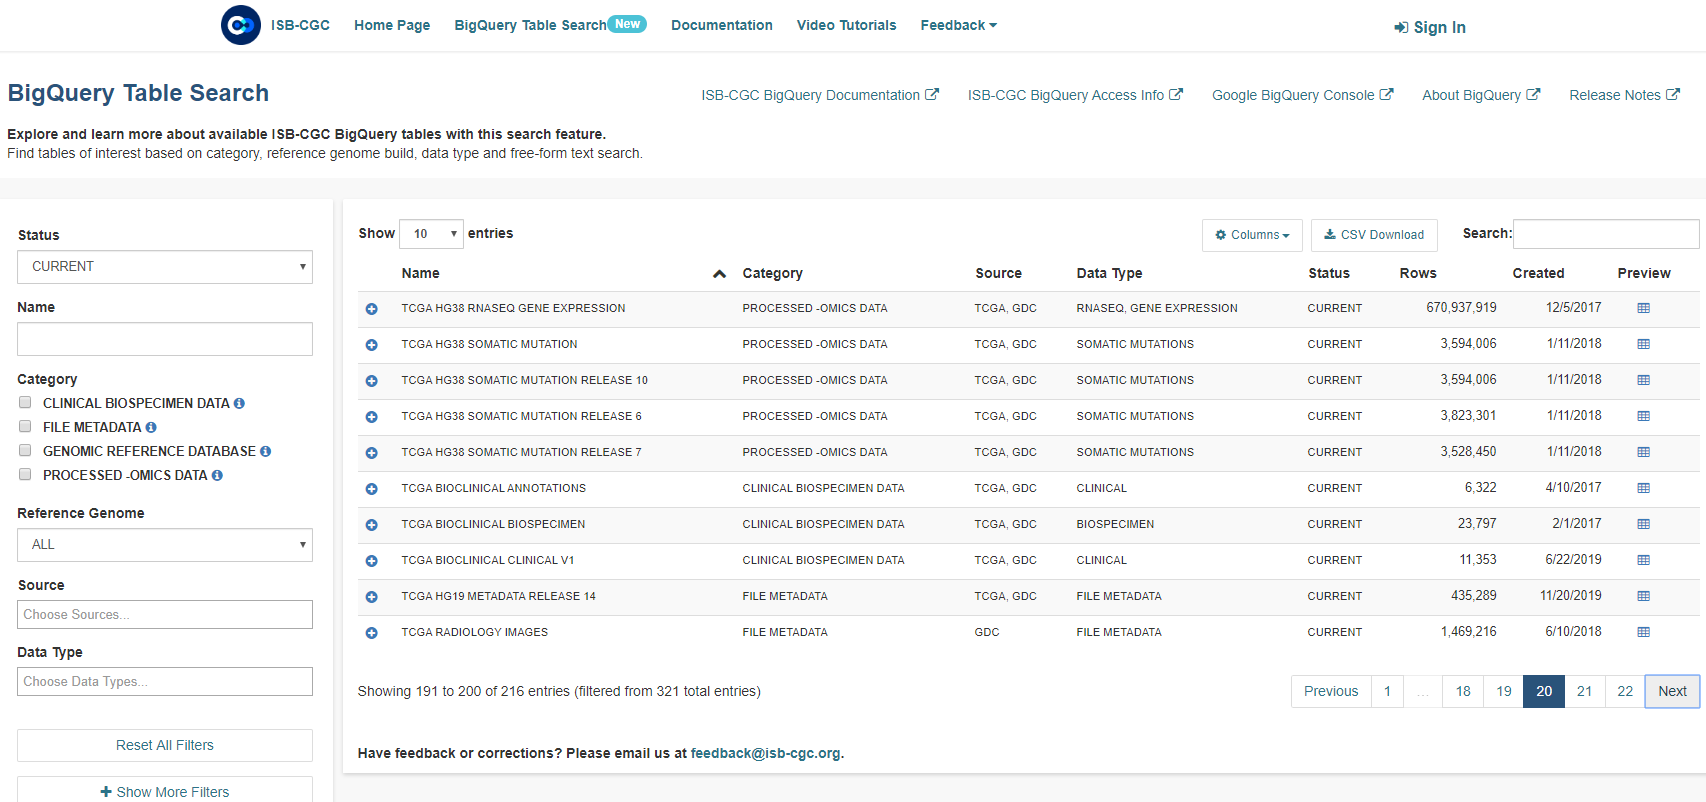 ISB-CGC Home Page BigQuery Table Search New Documentation Video Tutorials Feedback Sign In
BigQuery Table Search
ISB-CGC BigQuery Documentation ISB-CGC BigQuery Access Info Google BigQuery Console About BigQuery Release Notes
Explore and learn more about available ISB-CGC BigQuery tables with this search feature.
Find tables of interest based on category, reference genome build, data type and free-form text search.
Status
CURRENT
Name
Category
CLINICAL BIOSPECIMEN DATA
FILE METADATA
GENOMIC REFERENCE DATABASE
PROCESSED -OMICS DATA
Reference Genome
ALL
Source
Choose Sources...
Data Type
Choose Data Types...
Reset All Filters
Show More Filters
Show 10 entries Columns CSV Download Search:
Name Category Source Data Type Status Rows Created Preview
TCGA HG38 RNASEQ GENE EXPRESSION PROCESSED -OMICS DATA TCGA, GDC RNASEQ, GENE EXPRESSION CURRENT 670,937,919 12/5/2017
TCGA HG38 SOMATIC MUTATION PROCESSED -OMICS DATA TCGA, GDC SOMATIC MUTATIONS CURRENT 3,594,006 1/11/2018
TCGA HG38 SOMATIC MUTATION RELEASE 10 PROCESSED -OMICS DATA TCGA, GDC SOMATIC MUTATIONS CURRENT 3,594,006 1/11/2018
TCGA HG38 SOMATIC MUTATION RELEASE 6 PROCESSED -OMICS DATA TCGA, GDC SOMATIC MUTATIONS CURRENT 3,823,301 1/11/2018
TCGA HG38 SOMATIC MUTATION RELEASE 7 PROCESSED -OMICS DATA TCGA, GDC SOMATIC MUTATIONS CURRENT 3,528,450 1/11/2018
TCGA BIOCLINICAL ANNOTATIONS CLINICAL BIOSPECIMEN DATA TCGA, GDC CLINICAL CURRENT 6,322 4/10/2017
TCGA BIOCLINICAL BIOSPECIMEN CLINICAL BIOSPECIMEN DATA TCGA, GDC BIOSPECIMEN CURRENT 23,797 2/1/2017
TCGA BIOCLINICAL CLINICAL V1 CLINICAL BIOSPECIMEN DATA TCGA, GDC CLINICAL CURRENT 11,353 6/22/2019
TCGA HG19 METADATA RELEASE 14 FILE METADATA TCGA, GDC FILE METADATA CURRENT 435,289 11/20/2019
TCGA RADIOLOGY IMAGES FILE METADATA GDC FILE METADATA CURRENT 1,469,216 6/10/2018
Showing 191 to 200 of 216 entries (filtered from 321 total entries) Previous 1 ... 18 19 20 21 22 Next
Have feedback or corrections? Please email us at feedback@isb-cgc.org.